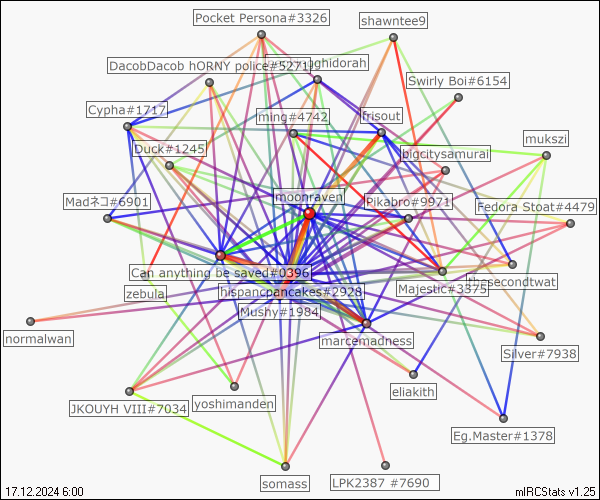 Pocket Persona#3326
shawntee9
DacobDacob hORNY police#5271
ghidorah
Swirly Boi#6154
Cypha#1717
ming#4742
frisout
mukszi
Duck#1245
bigcitysamurai
moonraven
Madネコ#6901
Pikabro#9971
Fedora Stoat#4479
Can anything be saved#0396
thesecondtwat
zebula
hispancpancakes#2928
Majestic#3375
Mushy#1984
normalwan
marcemadness
Silver#7938
eliakith
JKOUYH VIII#7034
yoshimanden
Eg.Master#1378
somass
LPK2387 #7690
17.12.2024 6:00
mIRCStats v1.25